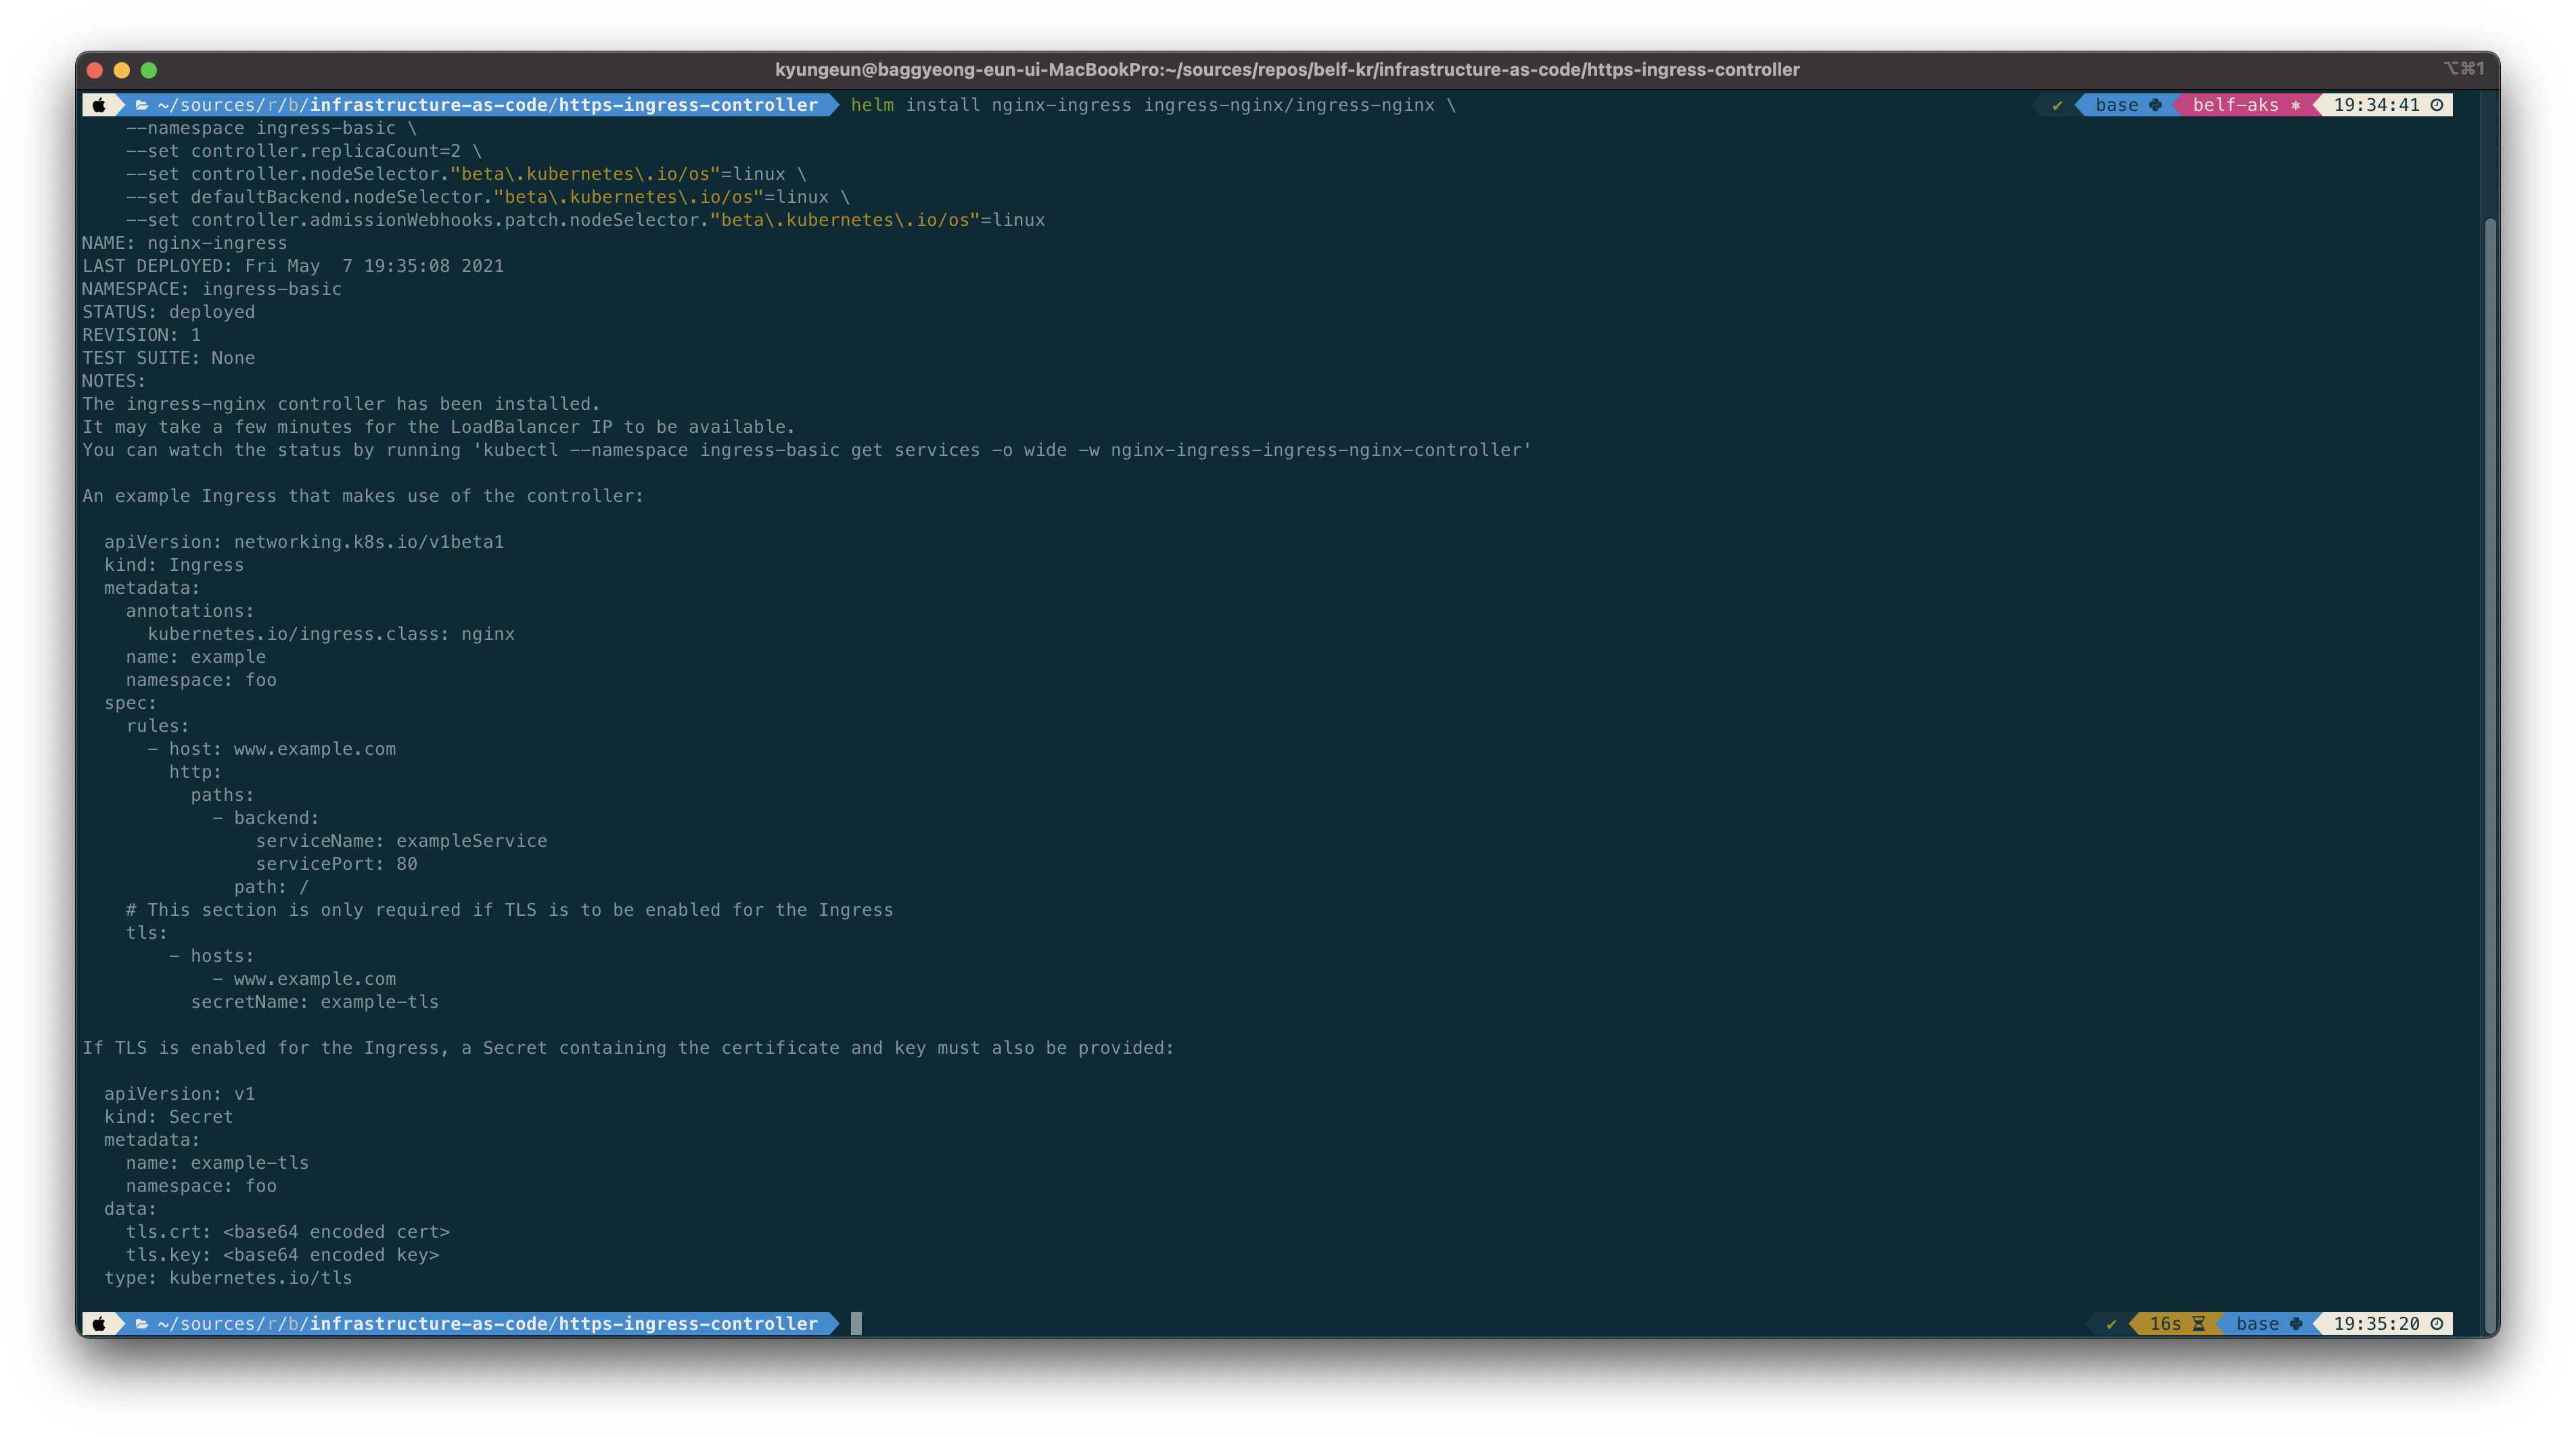 kyungeun@baggyeong-eun-ui-MacBookPro:~/sources/repos/belf-kr/infrastructure-as-code/https-ingress-controller
⌥⌘1
~/sources/r/b/infrastructure-as-code/https-ingress-controller helm install nginx-ingress ingress-nginx/ingress-nginx \ ✔ base belf-aks ⎈ 19:34:41
    --namespace ingress-basic \
    --set controller.replicaCount=2 \
    --set controller.nodeSelector."beta\.kubernetes\.io/os"=linux \
    --set defaultBackend.nodeSelector."beta\.kubernetes\.io/os"=linux \
    --set controller.admissionWebhooks.patch.nodeSelector."beta\.kubernetes\.io/os"=linux
NAME: nginx-ingress
LAST DEPLOYED: Fri May  7 19:35:08 2021
NAMESPACE: ingress-basic
STATUS: deployed
REVISION: 1
TEST SUITE: None
NOTES:
The ingress-nginx controller has been installed.
It may take a few minutes for the LoadBalancer IP to be available.
You can watch the status by running 'kubectl --namespace ingress-basic get services -o wide -w nginx-ingress-ingress-nginx-controller'

An example Ingress that makes use of the controller:

  apiVersion: networking.k8s.io/v1beta1
  kind: Ingress
  metadata:
    annotations:
      kubernetes.io/ingress.class: nginx
    name: example
    namespace: foo
  spec:
    rules:
      - host: www.example.com
        http:
          paths:
            - backend:
                serviceName: exampleService
                servicePort: 80
              path: /
    # This section is only required if TLS is to be enabled for the Ingress
    tls:
        - hosts:
            - www.example.com
          secretName: example-tls

If TLS is enabled for the Ingress, a Secret containing the certificate and key must also be provided:

  apiVersion: v1
  kind: Secret
  metadata:
    name: example-tls
    namespace: foo
  data:
    tls.crt: <base64 encoded cert>
    tls.key: <base64 encoded key>
  type: kubernetes.io/tls

~/sources/r/b/infrastructure-as-code/https-ingress-controller ✔ 16s base 19:35:20